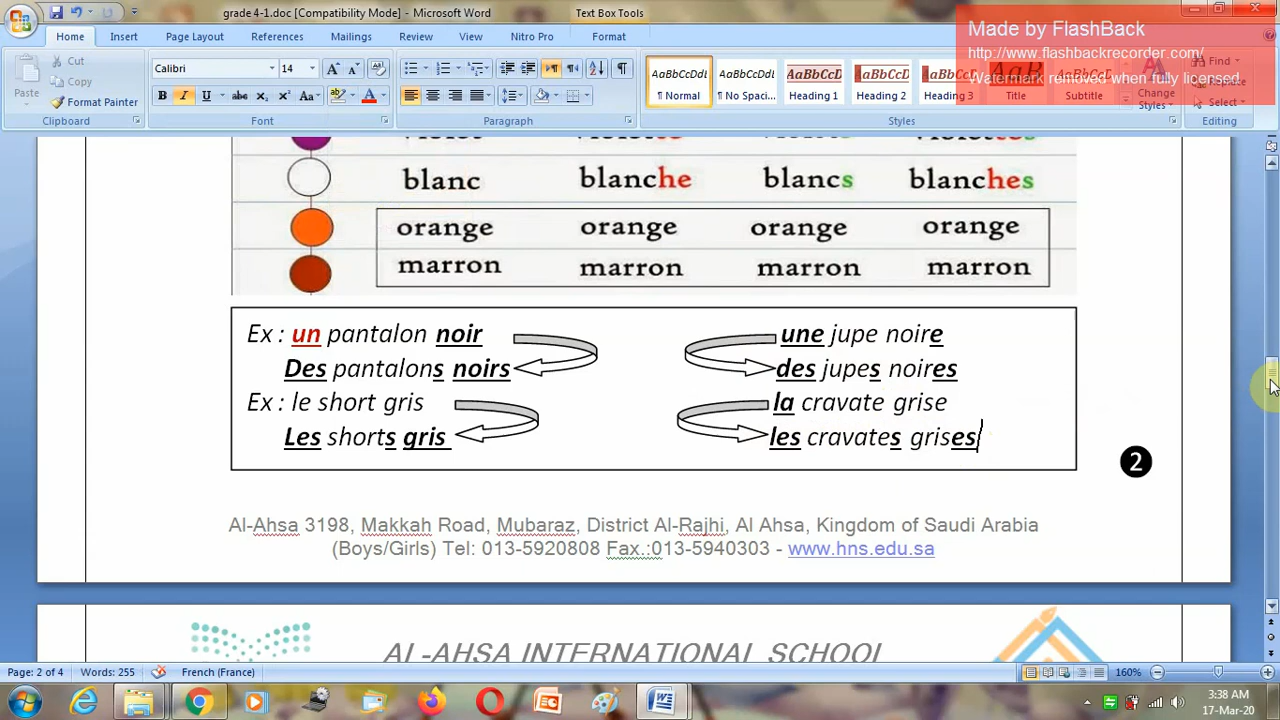 grade 4-1.doc [Compatibility Mode] - Microsoft Word
Text Box Tools
Made by FlashBack
http://www.flashbackrecorder.com/
Watermark removed when fully licensed
Home Insert Page Layout References Mailings Review View Nitro Pro Format
Paste
Cut
Copy
Format Painter
Clipboard
Calibri 14
Font
Paragraph
AaBbCcDdI AaBbCcDdI AaBbCcD AaBbCcD AaBbCcD AaB AaBbCcDd
¶ Normal ¶ No Spaci... Heading 1 Heading 2 Heading 3 Title Subtitle
Change Styles
Styles
Find
Replace
Select
Editing
blanc blanche blancs blanches
orange orange orange orange
marron marron marron marron
Ex : un pantalon noir une jupe noire
Des pantalons noirs des jupes noires
Ex : le short gris la cravate grise
Les shorts gris les cravates grises
2
Al-Ahsa 3198, Makkah Road, Mubaraz, District Al-Rajhi, Al Ahsa, Kingdom of Saudi Arabia
(Boys/Girls) Tel: 013-5920808 Fax.:013-5940303 - www.hns.edu.sa
AL-AHSA INTERNATIONAL SCHOOL
Page: 2 of 4 Words: 255 French (France) 160%
3:38 AM
17-Mar-20